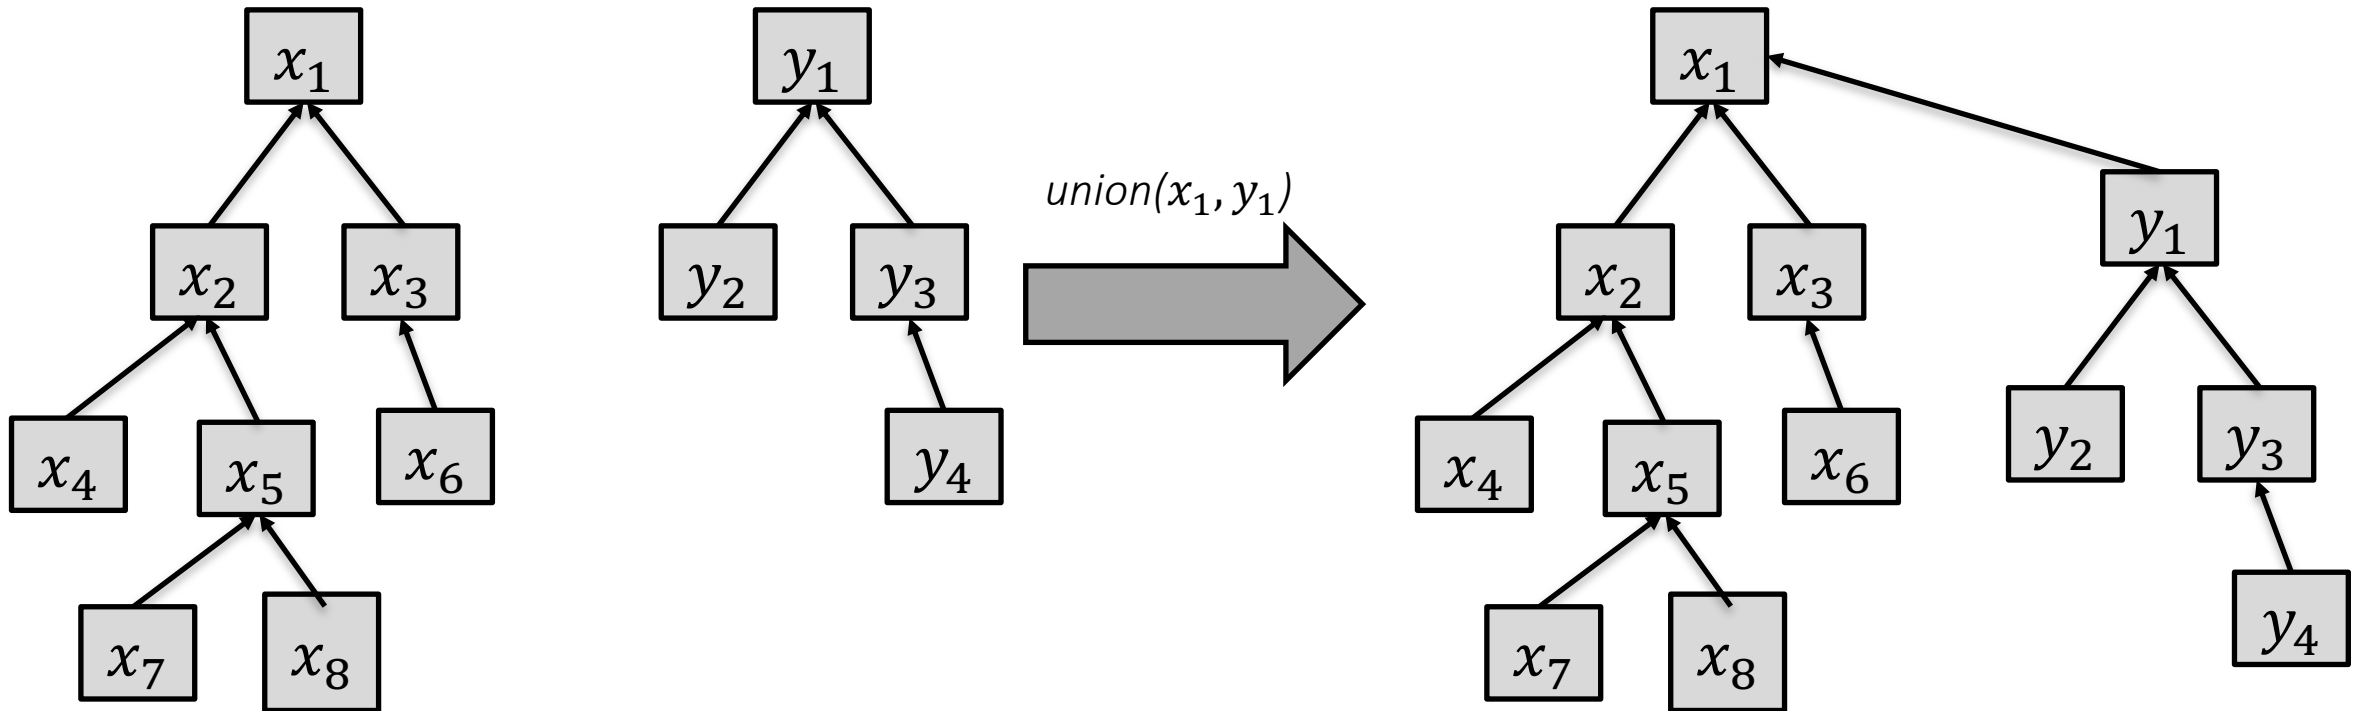 x₁
y₁
x₁
union(x₁, y₁)
y₁
x₂
x₃
y₂
y₃
x₂
x₃
x₄
x₅
x₆
y₄
x₄
x₅
x₆
y₂
y₃
x₇
x₈
x₇
x₈
y₄